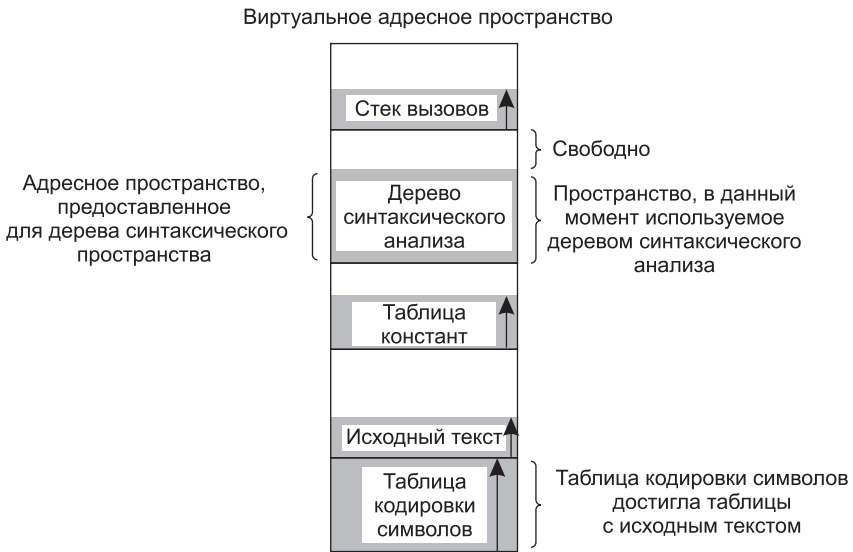 Виртуальное адресное пространство
Стек вызовов
Свободно
Адресное пространство,
предоставленное
для дерева синтаксического
пространства
Дерево
синтаксического
анализа
Пространство, в данный
момент используемое
деревом синтаксического
анализа
Таблица
констант
Исходный текст
Таблица
кодировки
символов
Таблица кодировки символов
достигла таблицы
с исходным текстом